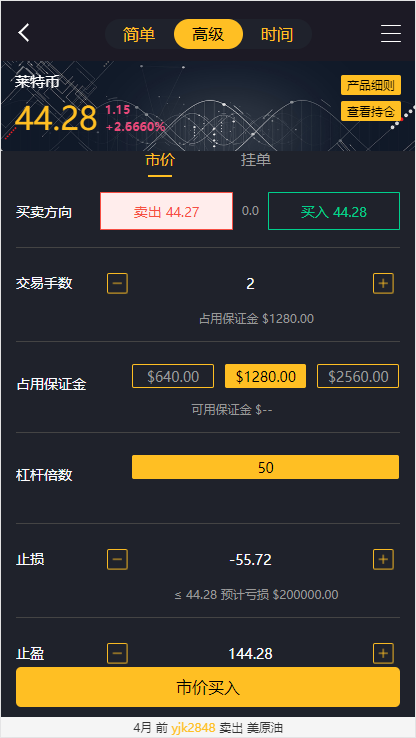 简单 高级 时间
莱特币
产品细则
44.28 1.15
+2.6660%
查看持仓
市价 挂单
买卖方向 卖出 44.27 0.0 买入 44.28
交易手数 2
占用保证金 $1280.00
占用保证金 $640.00 $1280.00 $2560.00
可用保证金 $--
杠杆倍数 50
止损 -55.72
≤ 44.28 预计亏损 $200000.00
止盈 144.28
市价买入
4月 前 yjk2848 卖出 美原油